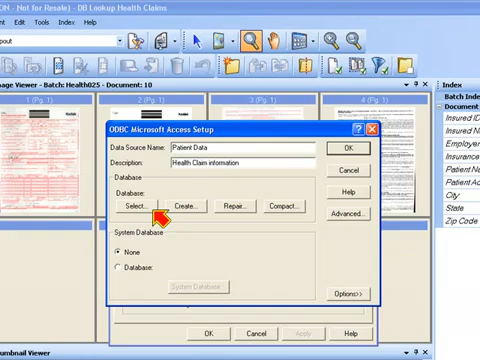 ON - Not for Resale) - DB Lookup Health Claims
Edit Tools Index Help
pout
mage Viewer - Batch: Health025 - Document: 10
Index
1 (Pg. 1)
2 (Pg. 1)
3 (Pg. 1)
4 (Pg. 1)
Batch Index
Document
Insured ID
Insured N
Employer
Insurance
Patient Na
Patient Ad
City
State
Zip Code
ODBC Microsoft Access Setup
Data Source Name: Patient Data
OK
Description: Health Claim information
Cancel
Database
Database:
Help
Select... Create... Repair... Compact...
Advanced...
System Database
None
Database:
System Database...
Options>>
OK Cancel Apply Help
humbnail Viewer